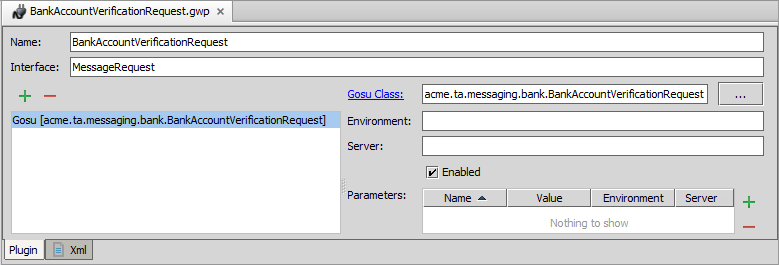 BankAccountVerificationRequest.gwp ×
Name: BankAccountVerificationRequest
Interface: MessageRequest
Gosu Class: acme.ta.messaging.bank.BankAccountVerificationRequest ...
Gosu [acme.ta.messaging.bank.BankAccountVerificationRequest]
Environment:
Server:
Enabled
Parameters: Name Value Environment Server
Nothing to show
Plugin Xml